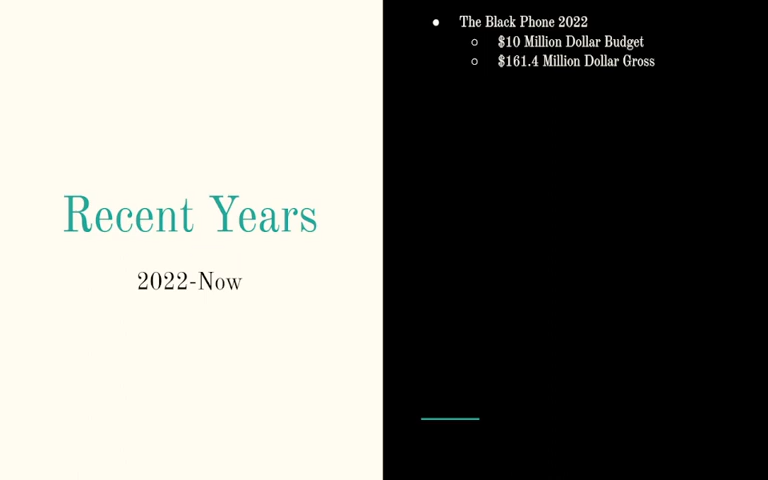 Recent Years
2022-Now
● The Black Phone 2022
○ $10 Million Dollar Budget
○ $161.4 Million Dollar Gross